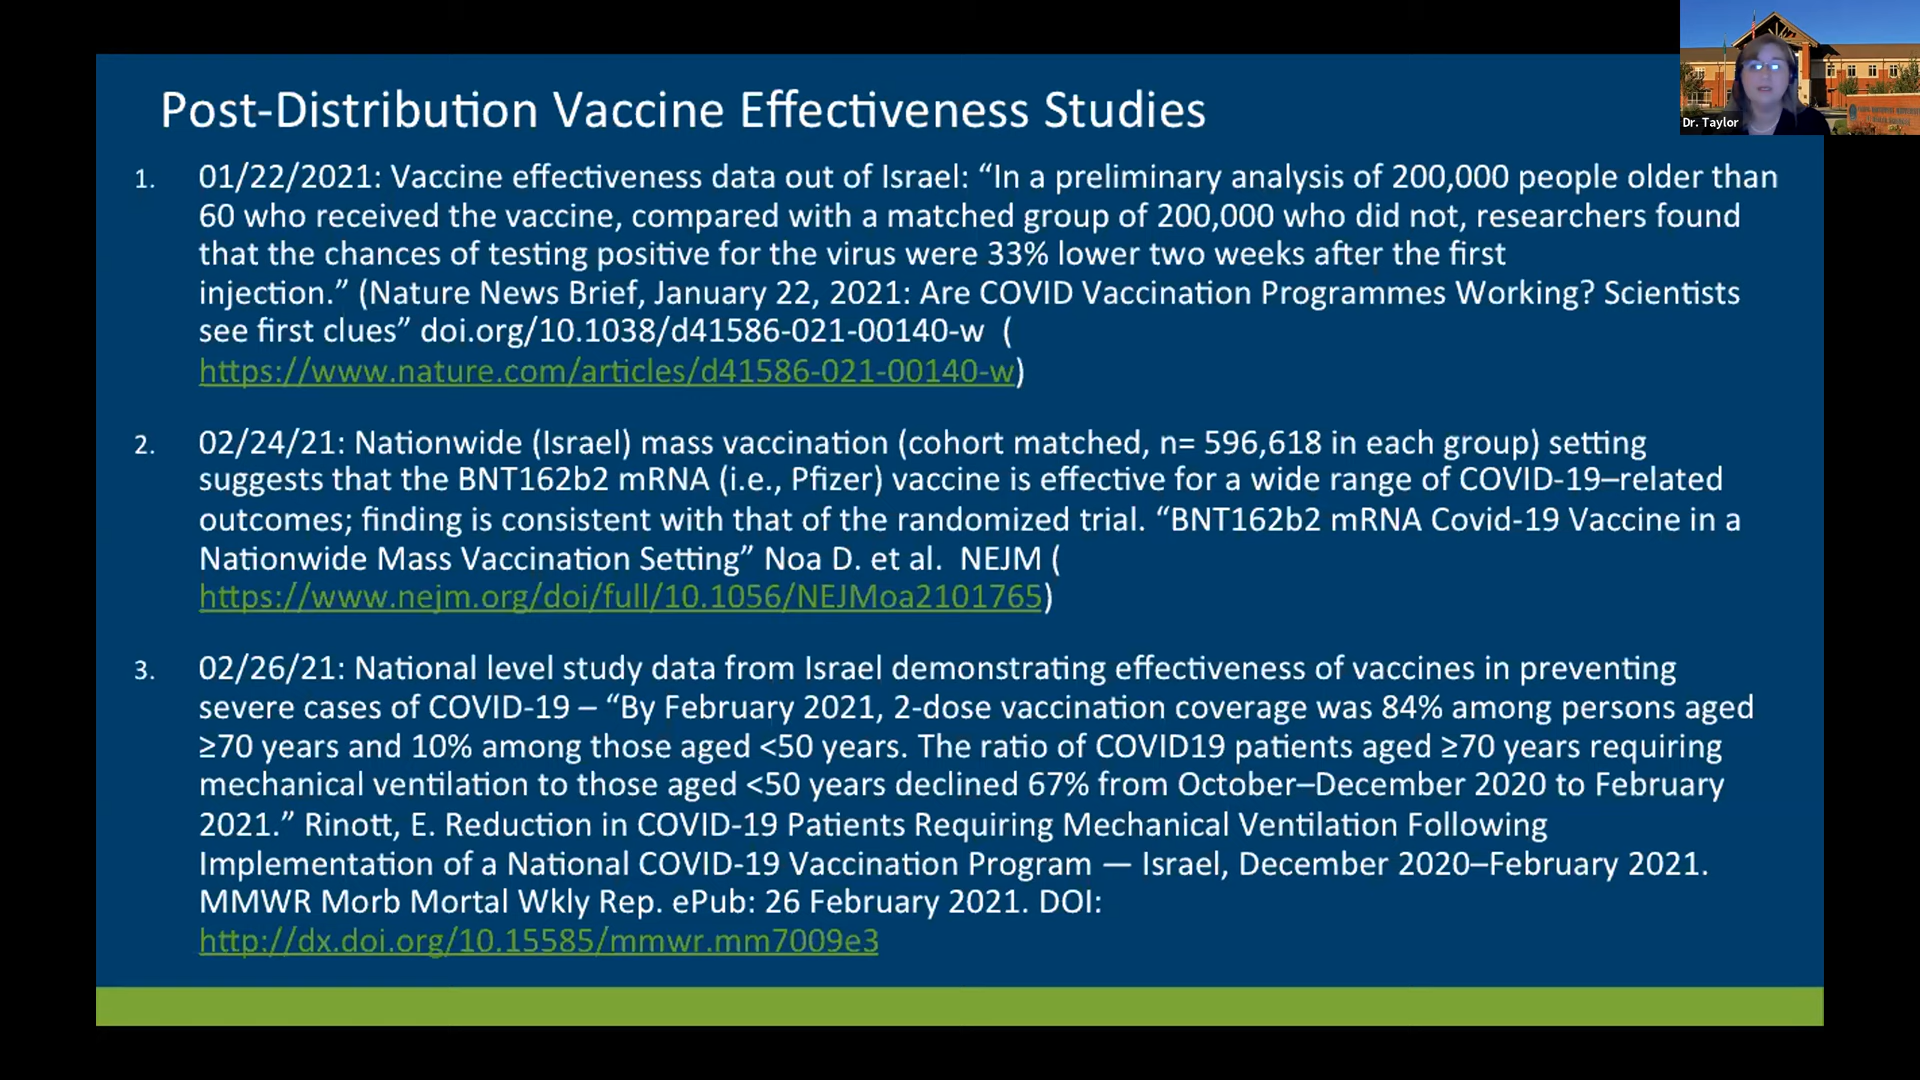 Post-Distribution Vaccine Effectiveness Studies
Dr. Taylor
1. 01/22/2021: Vaccine effectiveness data out of Israel: “In a preliminary analysis of 200,000 people older than
60 who received the vaccine, compared with a matched group of 200,000 who did not, researchers found
that the chances of testing positive for the virus were 33% lower two weeks after the first
injection.” (Nature News Brief, January 22, 2021: Are COVID Vaccination Programmes Working? Scientists
see first clues” doi.org/10.1038/d41586-021-00140-w (
https://www.nature.com/articles/d41586-021-00140-w)
2. 02/24/21: Nationwide (Israel) mass vaccination (cohort matched, n= 596,618 in each group) setting
suggests that the BNT162b2 mRNA (i.e., Pfizer) vaccine is effective for a wide range of COVID-19–related
outcomes; finding is consistent with that of the randomized trial. “BNT162b2 mRNA Covid-19 Vaccine in a
Nationwide Mass Vaccination Setting” Noa D. et al. NEJM (
https://www.nejm.org/doi/full/10.1056/NEJMoa2101765)
3. 02/26/21: National level study data from Israel demonstrating effectiveness of vaccines in preventing
severe cases of COVID-19 – “By February 2021, 2-dose vaccination coverage was 84% among persons aged
≥70 years and 10% among those aged <50 years. The ratio of COVID19 patients aged ≥70 years requiring
mechanical ventilation to those aged <50 years declined 67% from October–December 2020 to February
2021.” Rinott, E. Reduction in COVID-19 Patients Requiring Mechanical Ventilation Following
Implementation of a National COVID-19 Vaccination Program — Israel, December 2020–February 2021.
MMWR Morb Mortal Wkly Rep. ePub: 26 February 2021. DOI:
http://dx.doi.org/10.15585/mmwr.mm7009e3